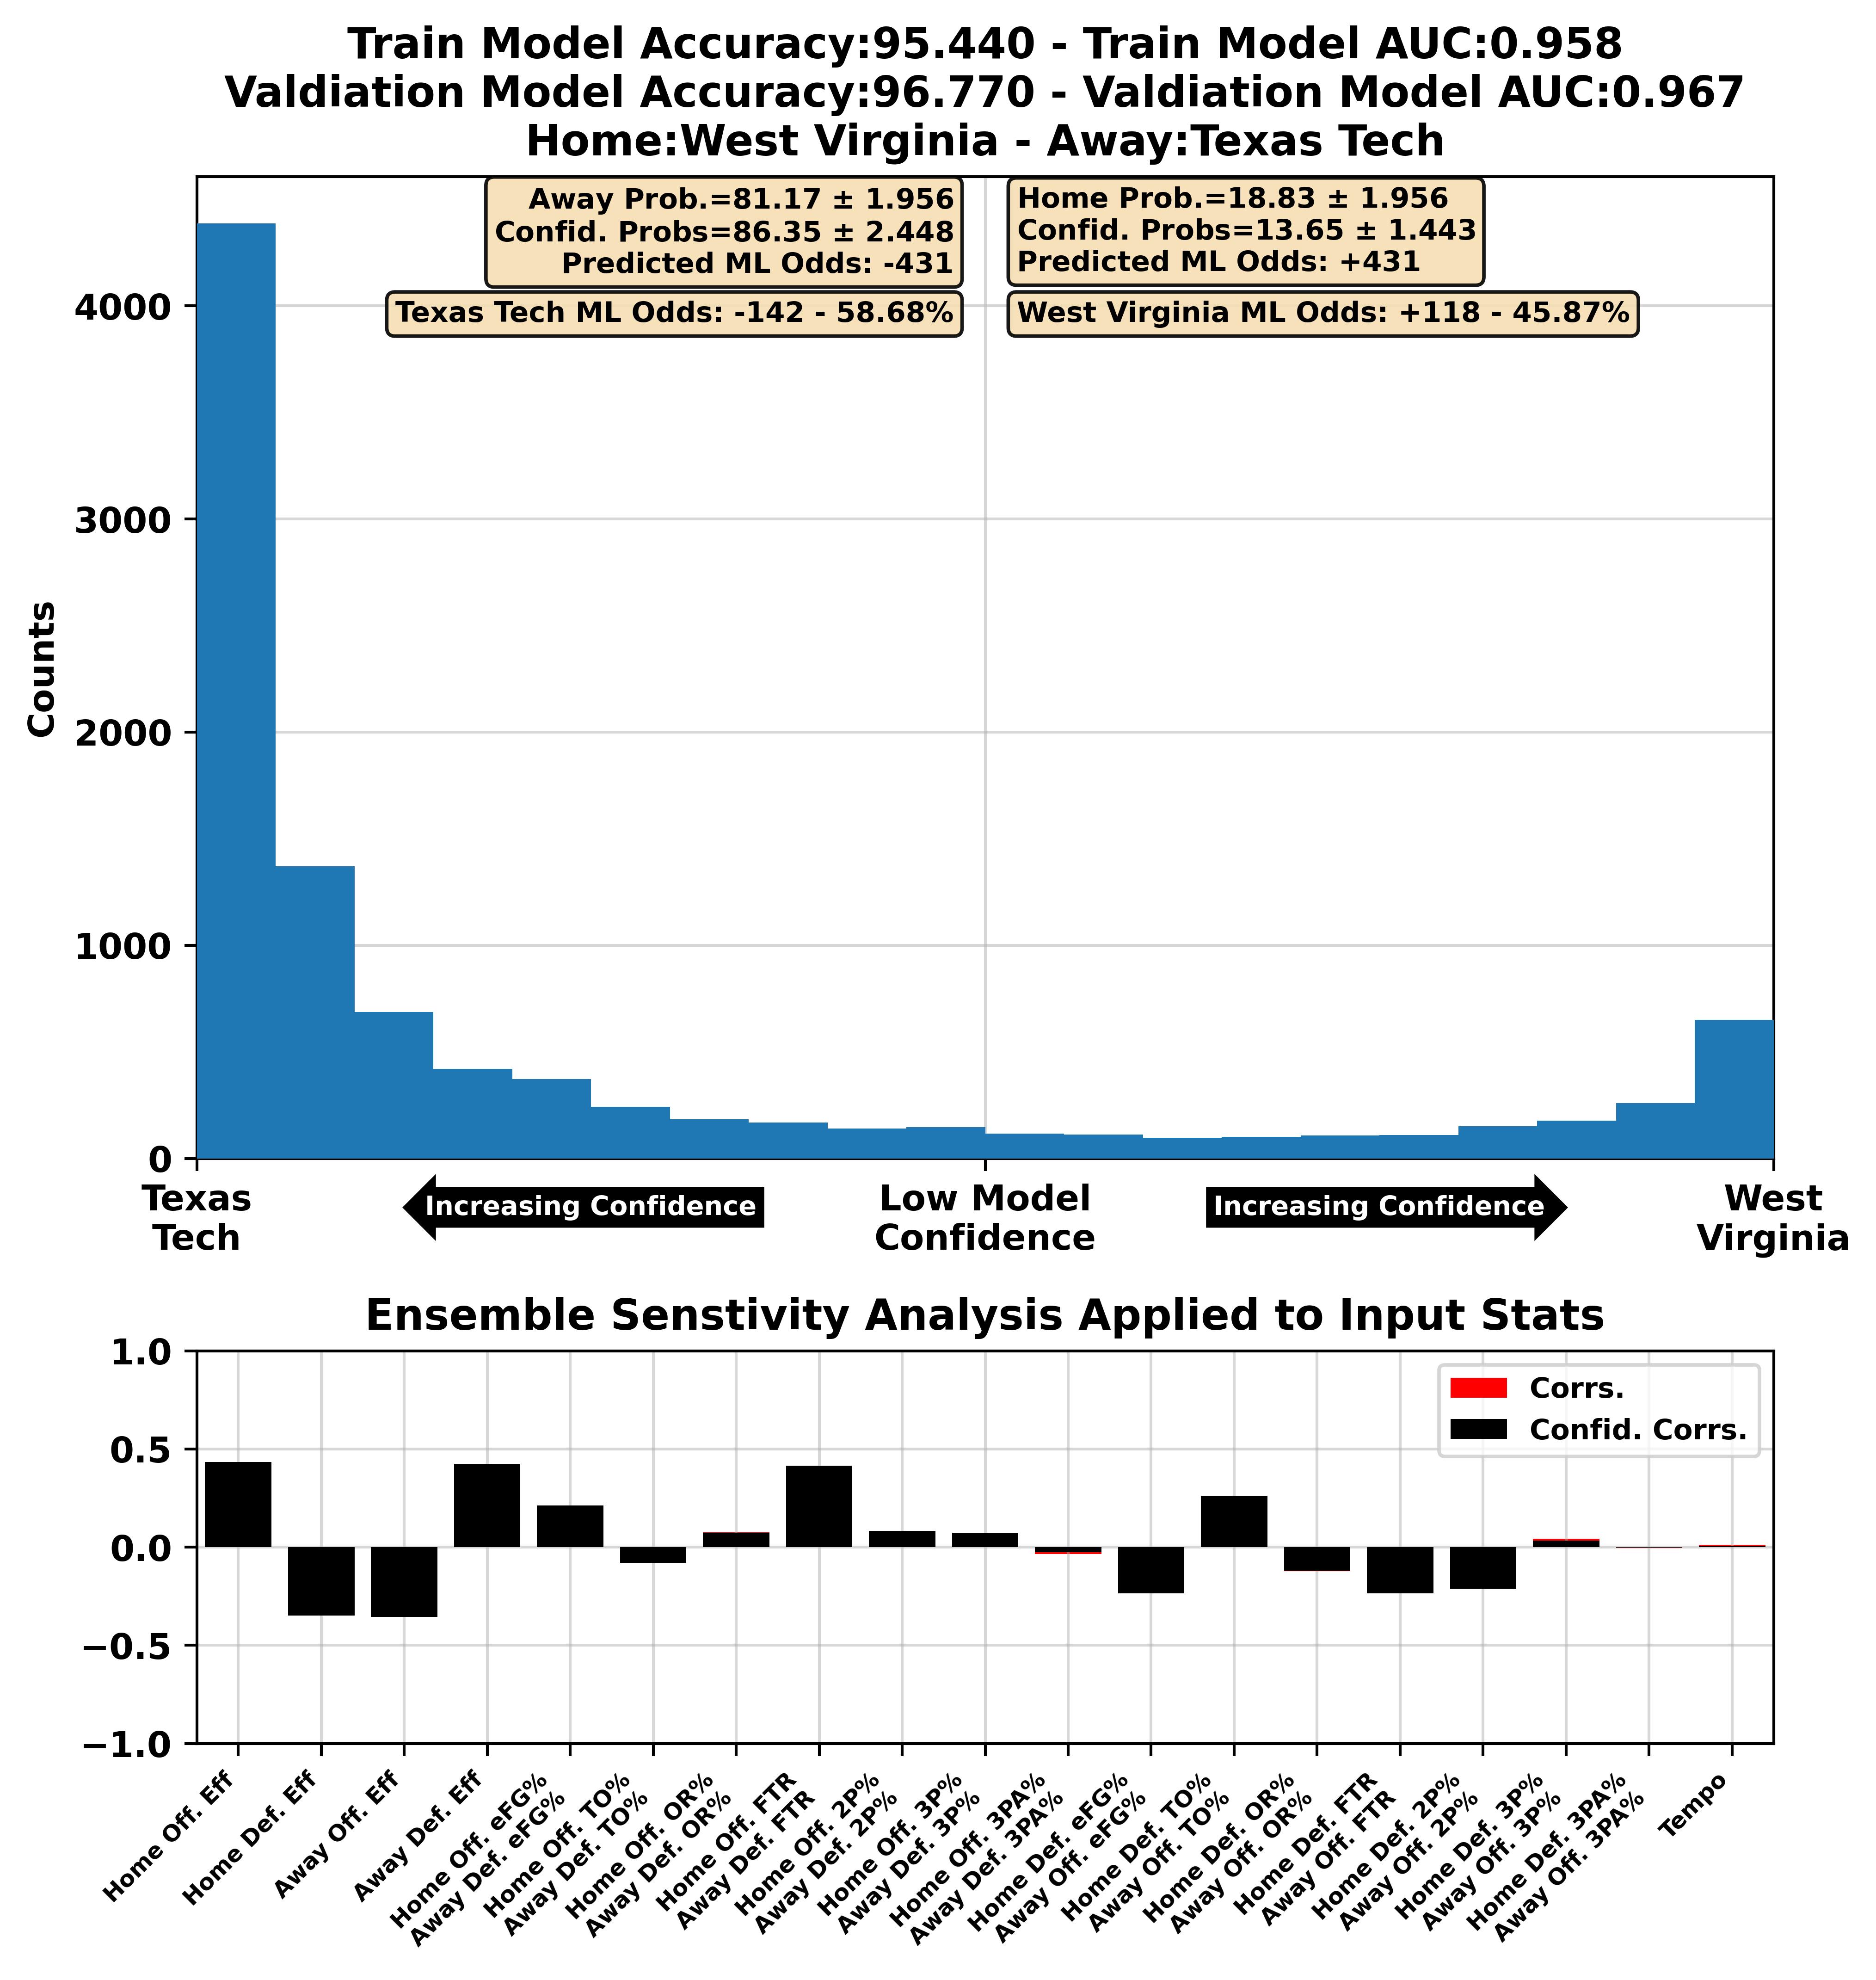 Train Model Accuracy:95.440 - Train Model AUC:0.958
Valdiation Model Accuracy:96.770 - Valdiation Model AUC:0.967
Home:West Virginia - Away:Texas Tech
Away Prob.=81.17 ± 1.956
Confid. Probs=86.35 ± 2.448
Predicted ML Odds: -431
Texas Tech ML Odds: -142 - 58.68%
Home Prob.=18.83 ± 1.956
Confid. Probs=13.65 ± 1.443
Predicted ML Odds: +431
West Virginia ML Odds: +118 - 45.87%
Counts
4000
3000
2000
1000
0
Texas
Tech
Increasing Confidence
Low Model
Confidence
Increasing Confidence
West
Virginia
Ensemble Senstivity Analysis Applied to Input Stats
Corrs.
Confid. Corrs.
1.0
0.5
0.0
−0.5
−1.0
Home Off. Eff
Home Def. Eff
Away Off. Eff
Away Def. Eff
Home Off. eFG%
Away Def. eFG%
Home Off. TO%
Away Def. TO%
Home Off. OR%
Away Def. OR%
Home Off. FTR
Away Def. FTR
Home Off. 2P%
Away Def. 2P%
Home Off. 3P%
Away Def. 3P%
Home Off. 3PA%
Away Def. 3PA%
Home Def. eFG%
Away Off. eFG%
Home Def. TO%
Away Off. TO%
Home Def. OR%
Away Off. OR%
Home Def. FTR
Away Off. FTR
Home Def. 2P%
Away Off. 2P%
Home Def. 3P%
Away Off. 3P%
Home Def. 3PA%
Away Off. 3PA%
Tempo